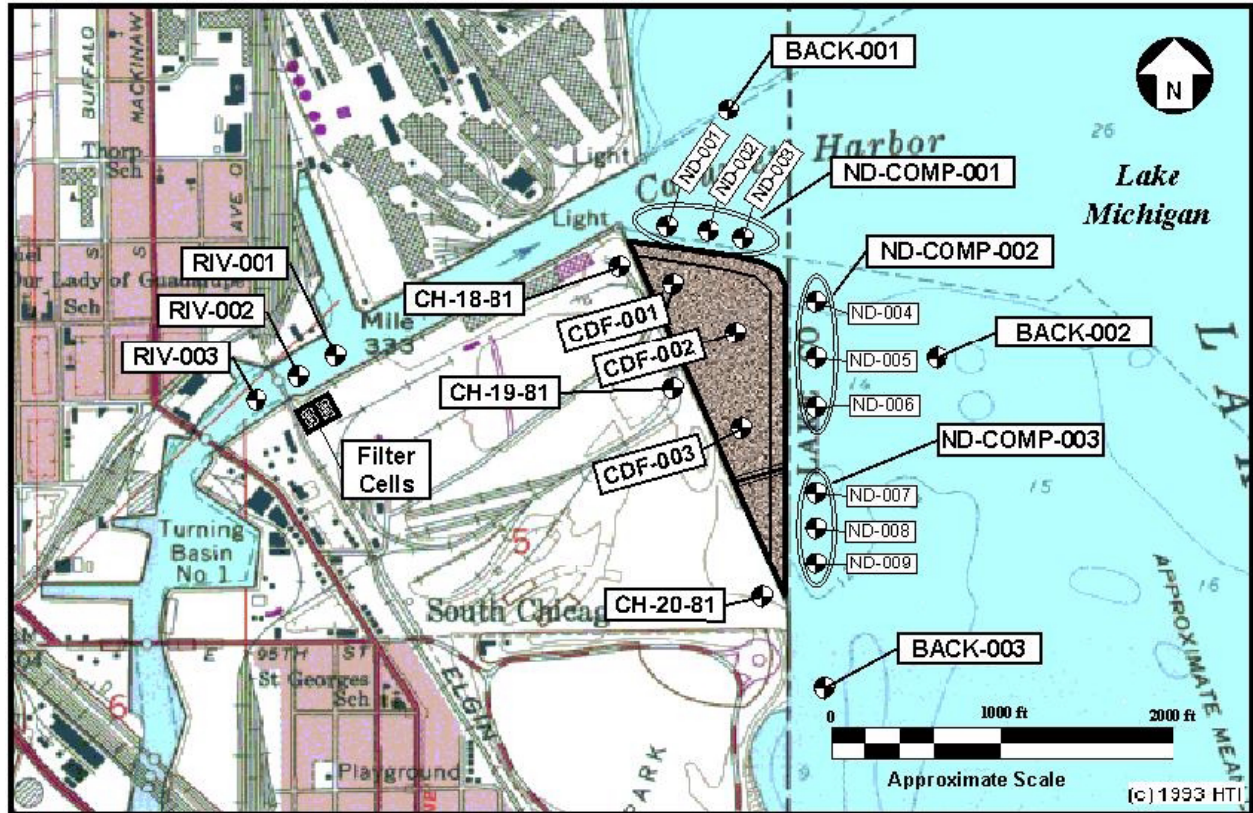 BUFFALO
MACKINAW
AVE O
Thorp
Sch
Our Lady of Guadalupe
Sch
S S
RIV-001
RIV-002
RIV-003
Mile
333
Light
Light
Harbor
BACK-001
ND-001
ND-002
ND-003
ND-COMP-001
N
26
Lake
Michigan
ND-COMP-002
ND-004
ND-005
BACK-002
ND-006
16
ND-COMP-003
ND-007
ND-008
ND-009
15
16
CH-18-81
CDF-001
CDF-002
CH-19-81
CDF-003
CH-20-81
Filter
Cells
Turning
Basin
No 1
5
6
South Chicag
E 95TH ST
St Georges
Sch
ELGIN
Playground
PARK
BACK-003
9
APPROXIMATE MEAN
0 1000 ft 2000 ft
Approximate Scale
(c) 1993 HTI